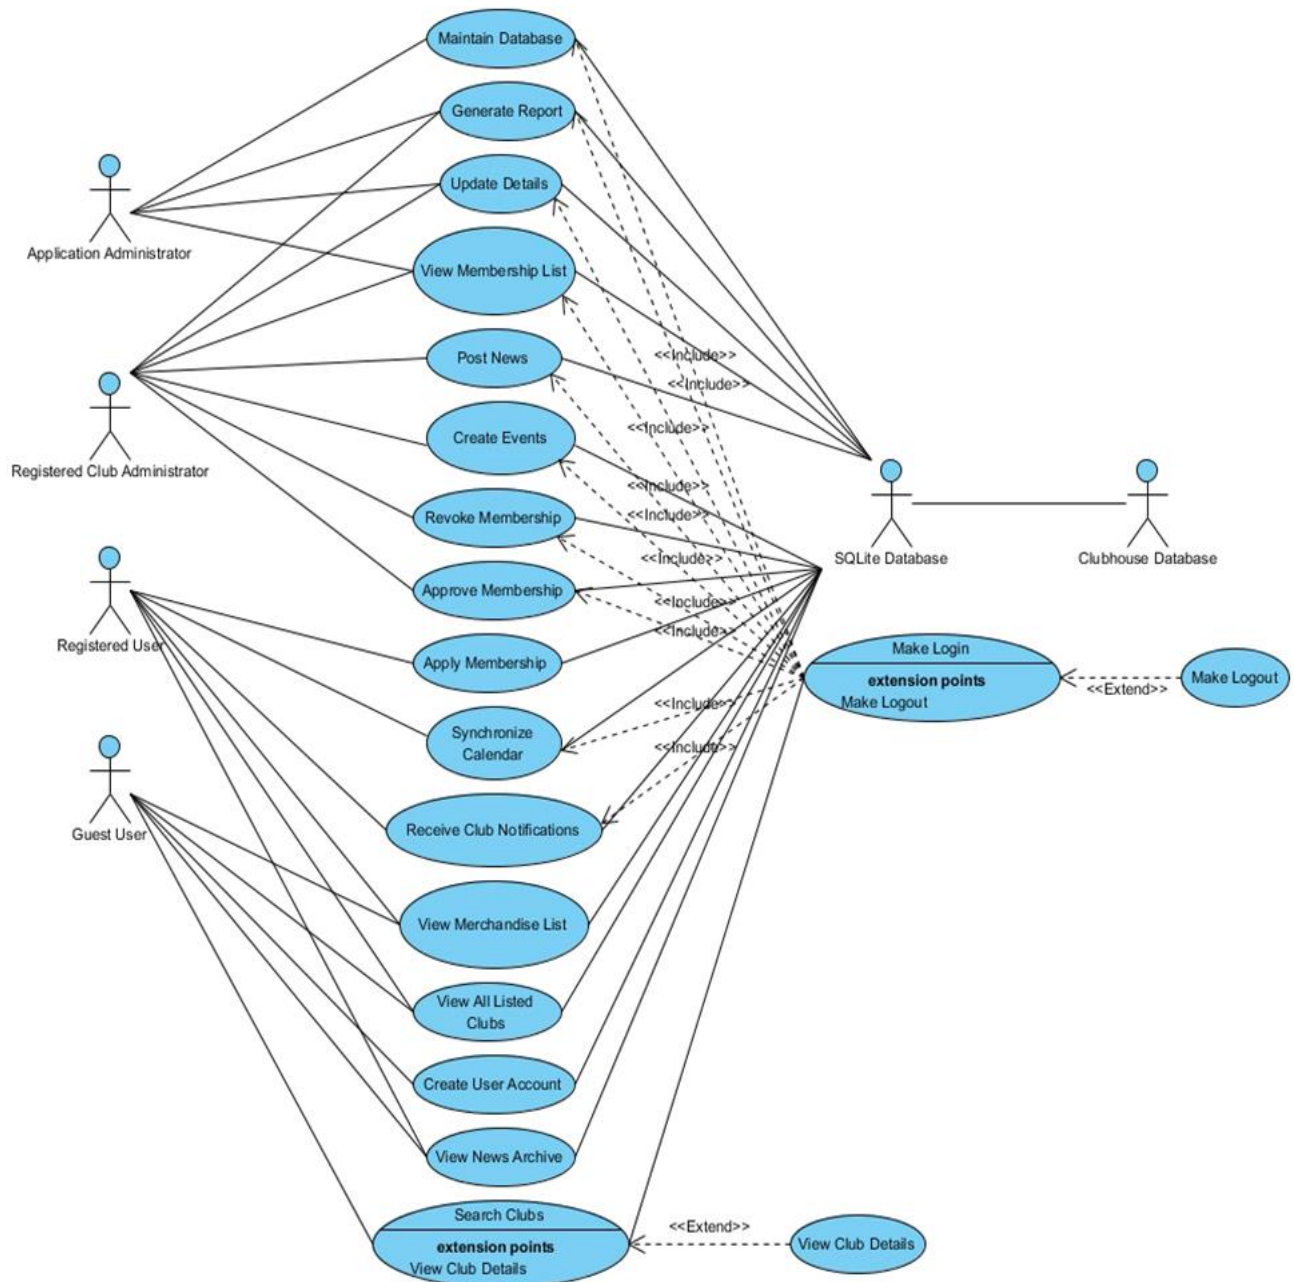 Maintain Database
Generate Report
Update Details
Application Administrator
View Membership List
Post News
<<Include>>
<<Include>>
Create Events
<<Include>>
Registered Club Administrator
<<Include>>
Revoke Membership
<<Include>>
SQLite Database
Clubhouse Database
<<Include>>
Approve Membership
<<Include>>
<<Include>>
Registered User
Apply Membership
Make Login
extension points
Make Logout
<<Extend>>
Make Logout
<<Include>>
Synchronize
Calendar
<<Include>>
Guest User
Receive Club Notifications
View Merchandise List
View All Listed
Clubs
Create User Account
View News Archive
Search Clubs
extension points
View Club Details
<<Extend>>
View Club Details